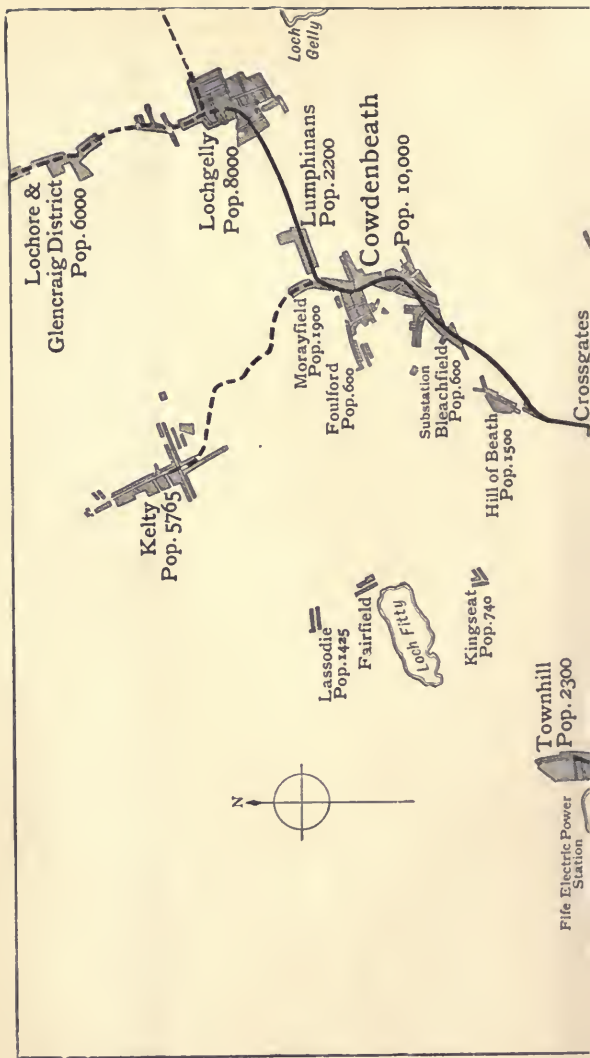 Loch
Gelly
Lochore &
Glencraig District
Pop. 6000
Lochgelly
Pop. 8000
Lumphinans
Pop. 2200
Cowdenbeath
Pop. 10,000
Morayfield
Pop. 1900
Foulford
Pop. 600
Substation
Bleachfield
Pop. 600
Hill of Beath
Pop. 1500
Crossgates
Kelty
Pop. 5765
Lassodie
Pop. 1425
Fairfield
Loch Fitty
Kingseat
Pop. 740
N
Townhill
Pop. 2300
Fife Electric Power
Station